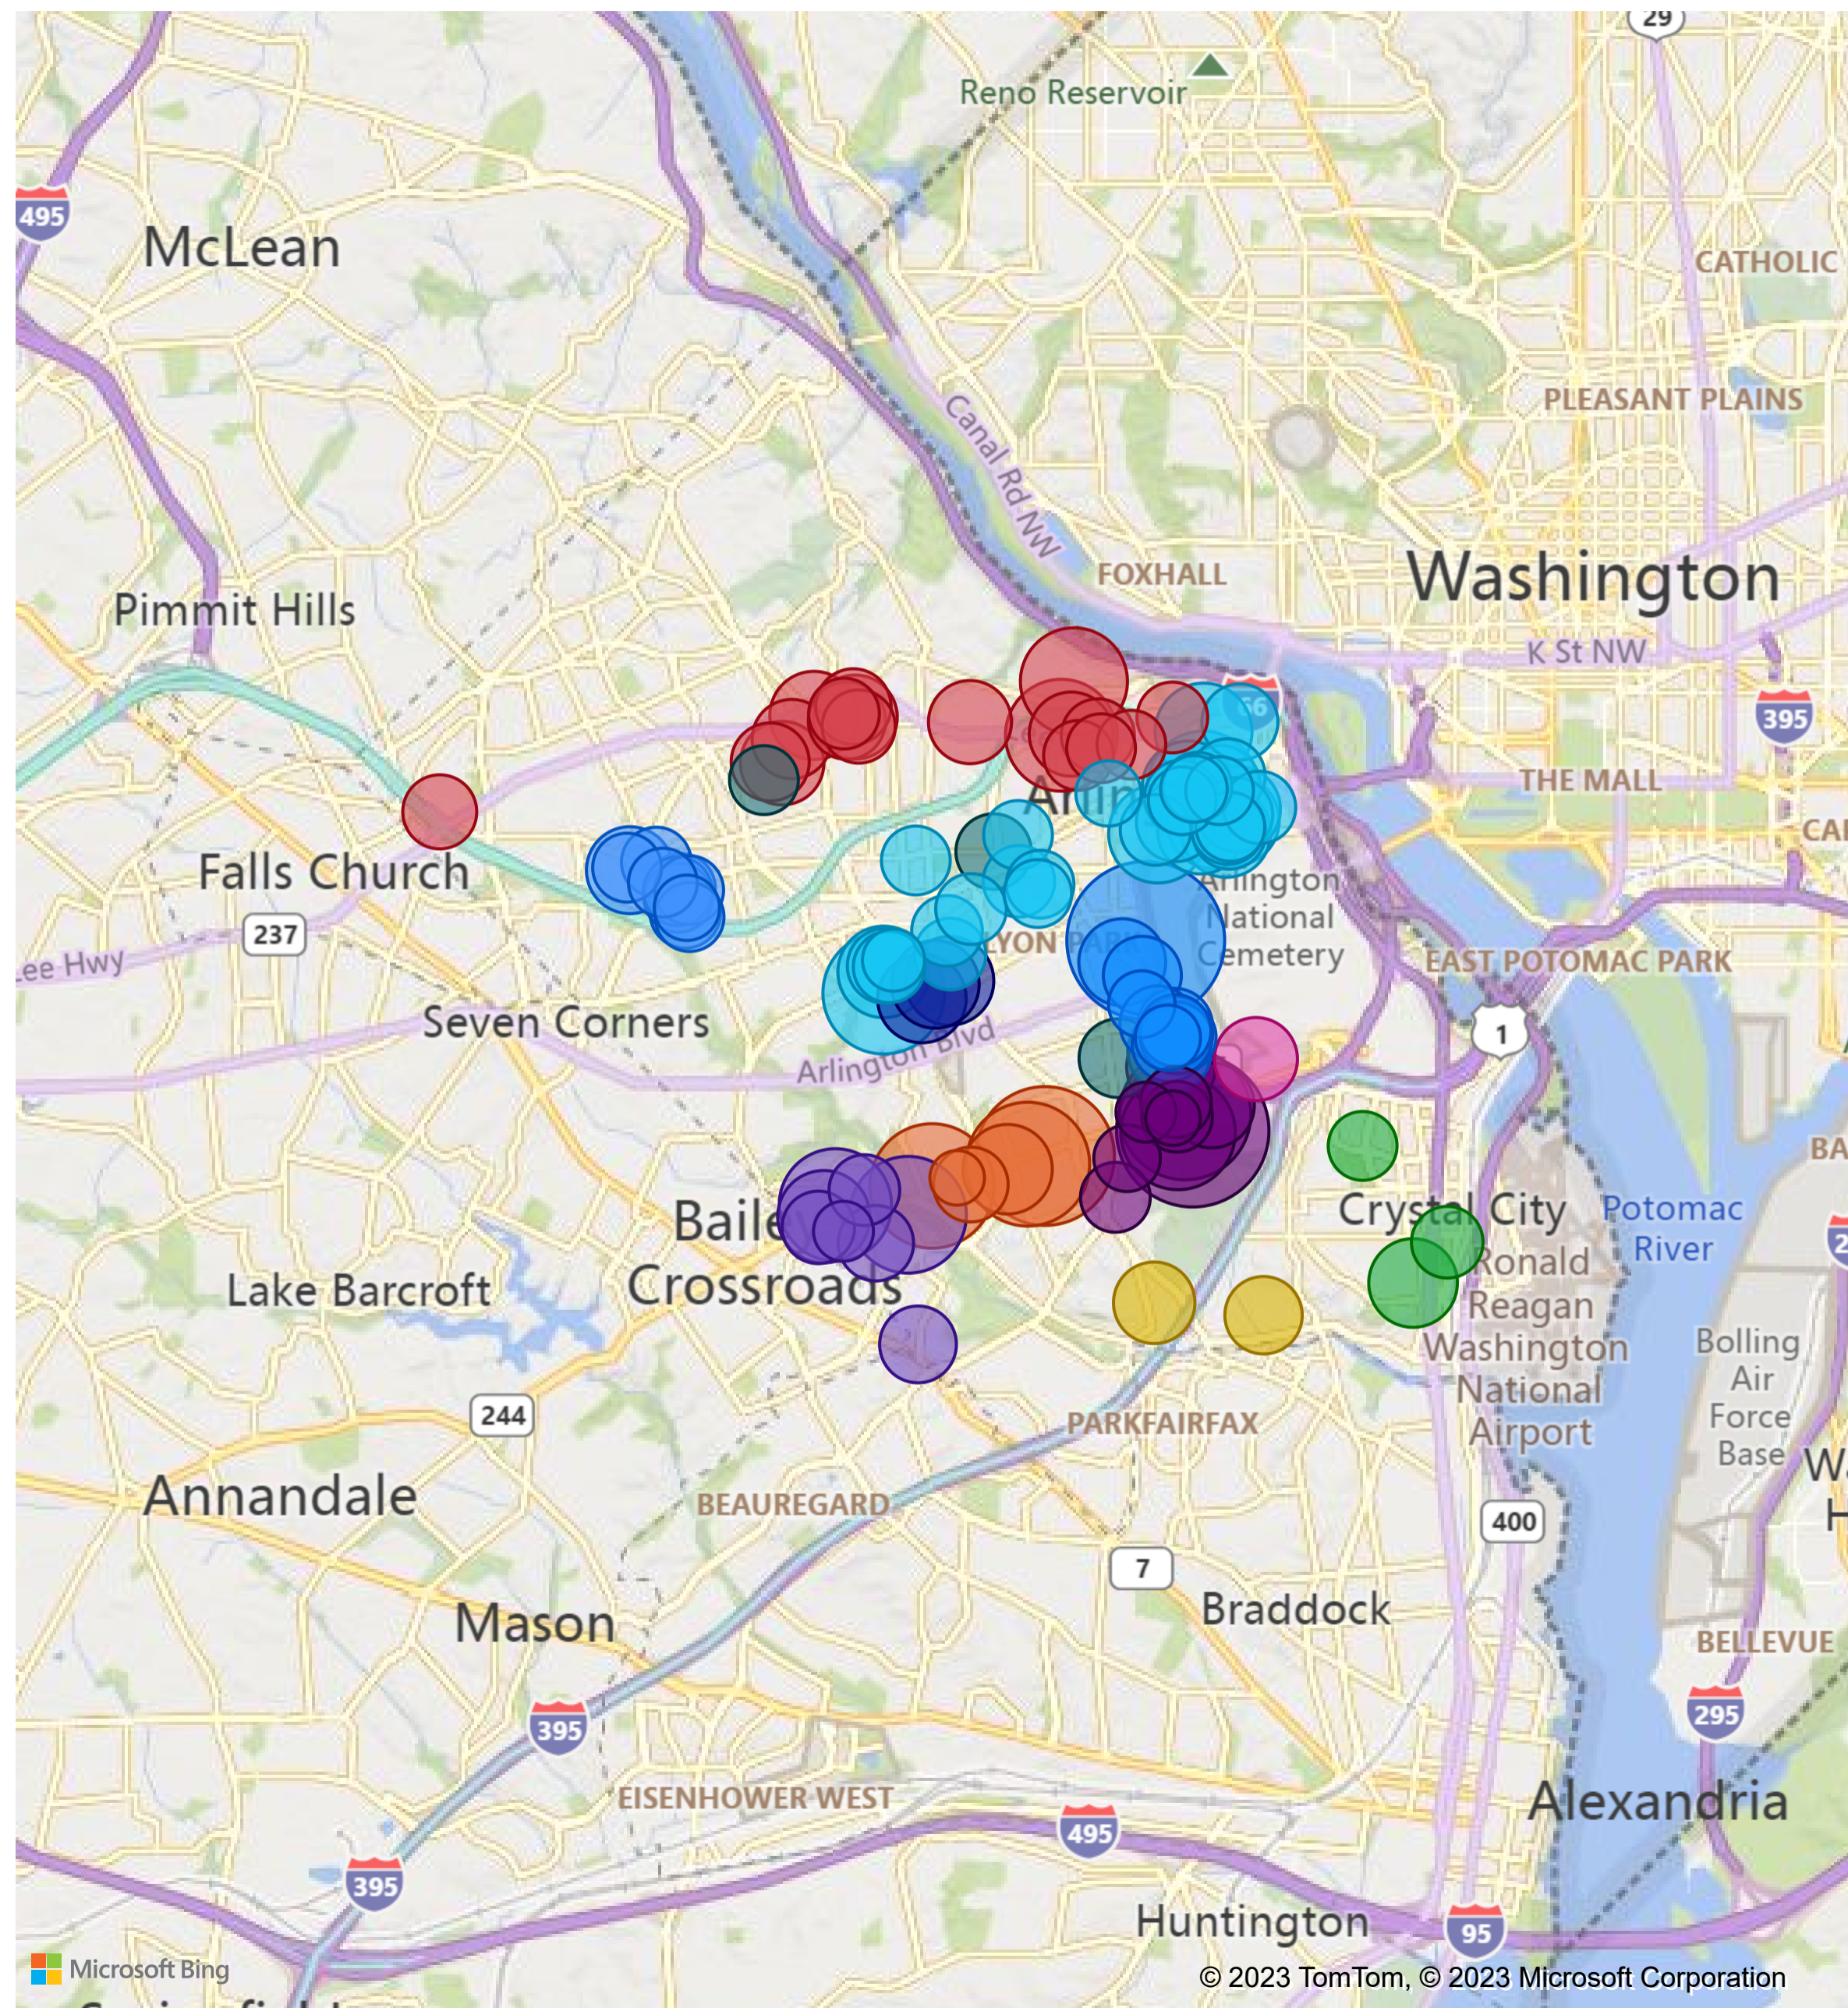 29
Reno Reservoir
495
McLean
CATHOLIC
Canal Rd NW
PLEASANT PLAINS
FOXHALL
Washington
Pimmit Hills
K St NW
66
395
THE MALL
Falls Church
Arlington
National
Cemetery
237
LYON PARK
EAST POTOMAC PARK
Lee Hwy
Seven Corners
1
Arlington Blvd
Crystal City
Potomac
River
Lake Barcroft
Crossroads
Ronald
Reagan
Washington
National
Airport
Bolling
Air
Force
Base
244
PARKFAIRFAX
Annandale
BEAUREGARD
400
7
Mason
Braddock
BELLEVUE
395
295
EISENHOWER WEST
Alexandria
495
395
Huntington
95
Microsoft Bing
© 2023 TomTom, © 2023 Microsoft Corporation